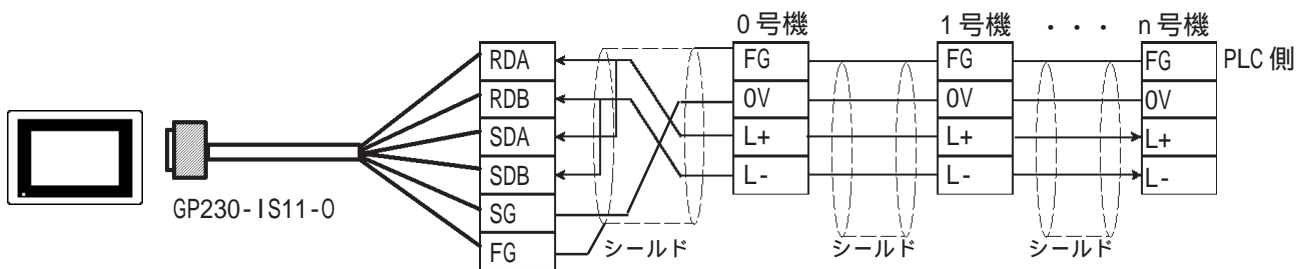 GP230-IS11-O
RDA
RDB
SDA
SDB
SG
FG
シールド
0号機
FG
0V
L+
L-
シールド
1号機
FG
0V
L+
L-
シールド
・・・
n号機
FG
0V
L+
L-
PLC側